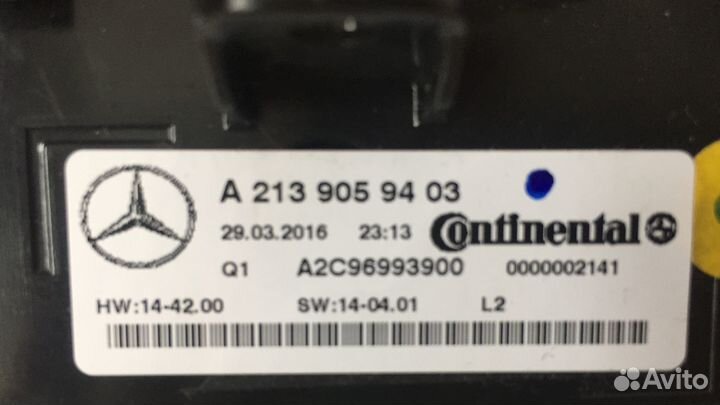 A 213 905 94 03
29.03.2016 23:13 Continental
Q1 A2C96993900 0000002141
HW:14-42.00 SW:14-04.01 L2
Avito